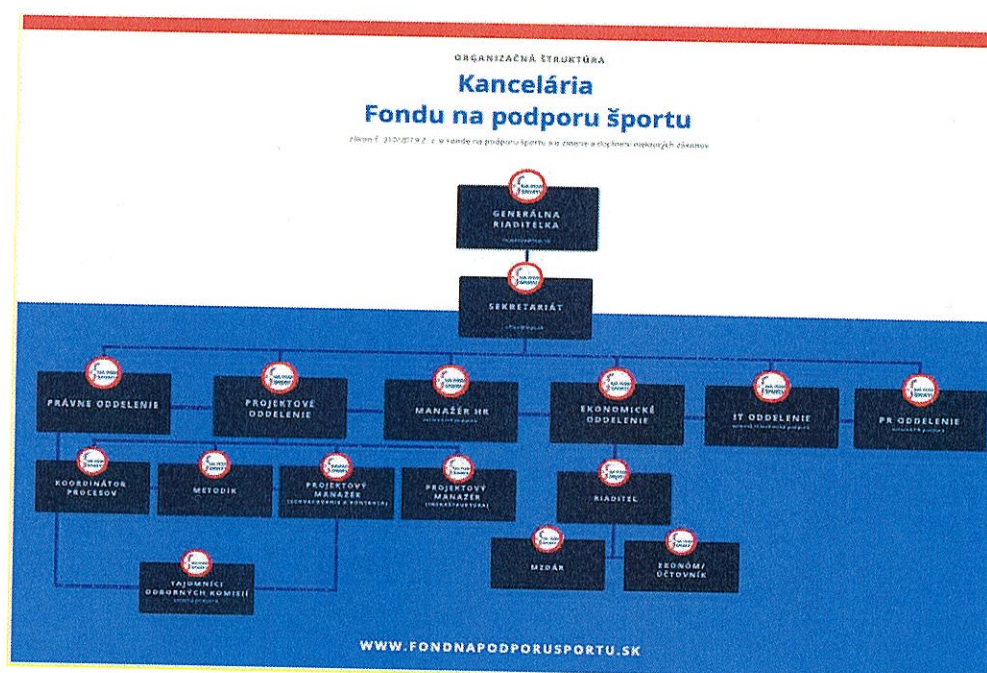 ORGANIZAČNÁ ŠTRUKTÚRA
Kancelária
Fondu na podporu športu
GENERÁLNA
RIADITEĽKA
SEKRETARIÁT
PRÁVNE ODDELENIE
PROJEKTOVÉ
ODDELENIE
MANAŽÉR HR
EKONOMICKÉ
ODDELENIE
IT ODDELENIE
PR ODDELENIE
KOORDINÁTOR
PROCESOV
METODIK
PROJEKTOVÝ
MANAŽÉR
PROJEKTOVÝ
MANAŽÉR
(INFRAŠTRUKTÚRA)
RIADITEĽ
MZDÁR
EKONÓM/
ÚČTOVNÍK
TAJOMNÍCI
ODBORNÝCH KOMISIÍ
WWW.FONDNAPODPORUSPORTU.SK